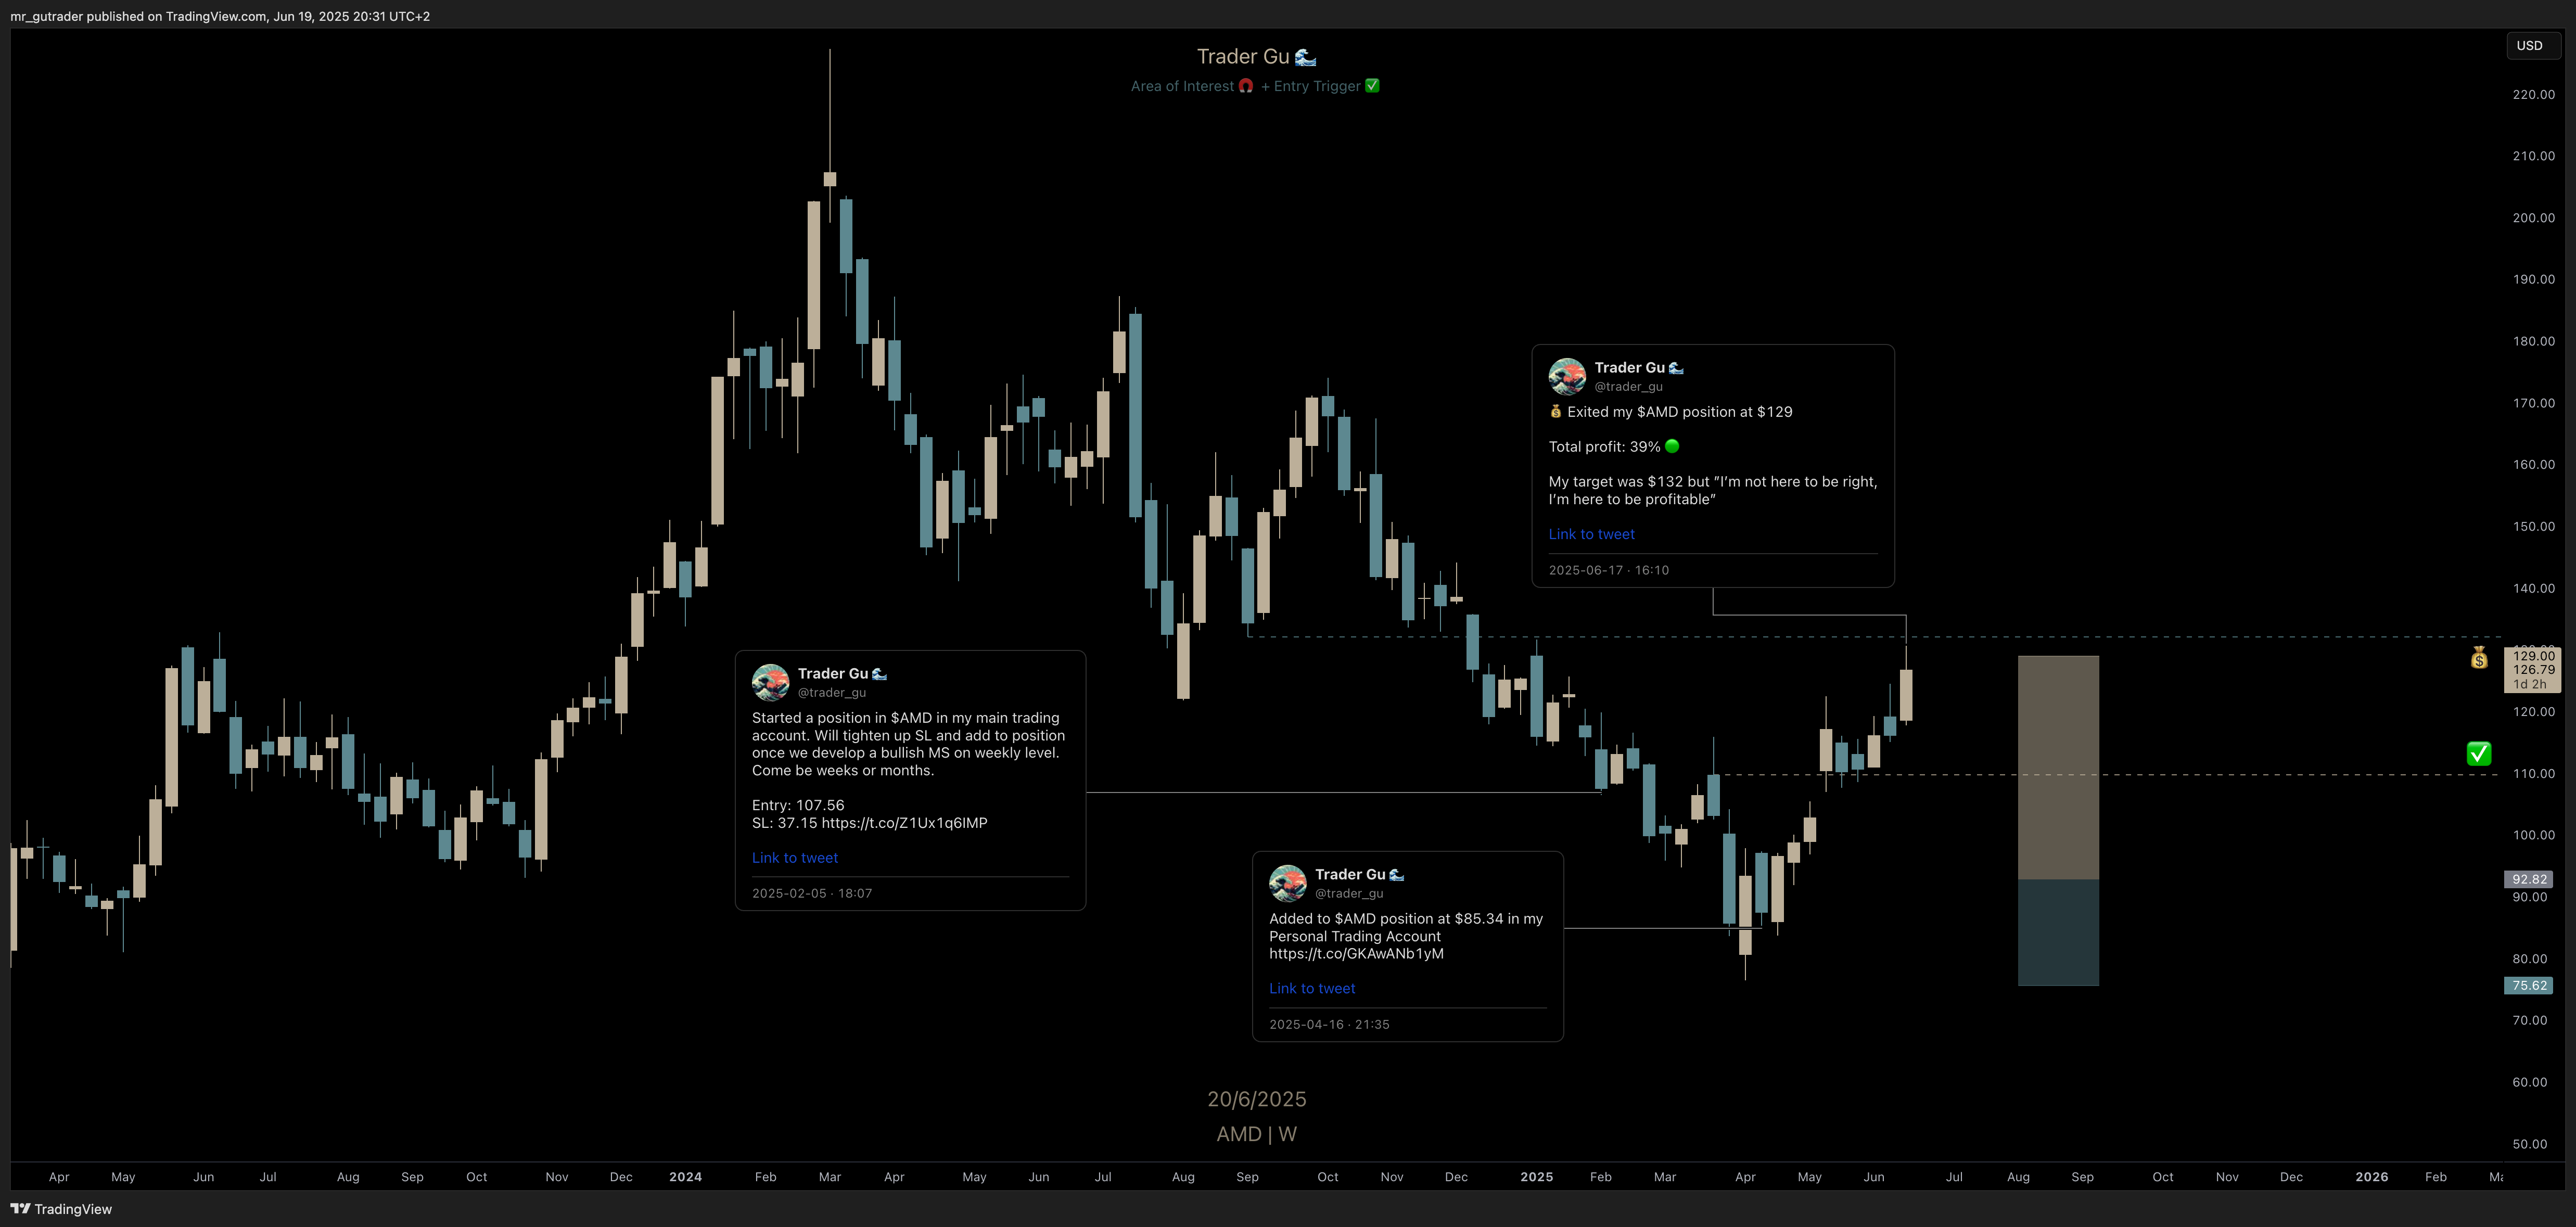 mr_gutrader published on TradingView.com, Jun 19, 2025 20:31 UTC+2
Trader Gu 🌊
Area of Interest 🧲 + Entry Trigger ✅
USD
220.00
210.00
200.00
190.00
180.00
170.00
160.00
150.00
140.00
129.00
126.79
1d 2h
120.00
110.00
100.00
92.82
90.00
80.00
75.62
70.00
60.00
50.00
Trader Gu 🌊
@trader_gu
💰 Exited my $AMD position at $129
Total profit: 39% 🟢
My target was $132 but "I'm not here to be right,
I'm here to be profitable"
Link to tweet
2025-06-17 · 16:10
Trader Gu 🌊
@trader_gu
Started a position in $AMD in my main trading
account. Will tighten up SL and add to position
once we develop a bullish MS on weekly level.
Come be weeks or months.
Entry: 107.56
SL: 37.15 https://t.co/Z1Ux1q6IMP
Link to tweet
2025-02-05 · 18:07
Trader Gu 🌊
@trader_gu
Added to $AMD position at $85.34 in my
Personal Trading Account
https://t.co/GKAwANb1yM
Link to tweet
2025-04-16 · 21:35
20/6/2025
AMD | W
Apr May Jun Jul Aug Sep Oct Nov Dec 2024 Feb Mar Apr May Jun Jul Aug Sep Oct Nov Dec 2025 Feb Mar Apr May Jun Jul Aug Sep Oct Nov Dec 2026 Feb
TradingView